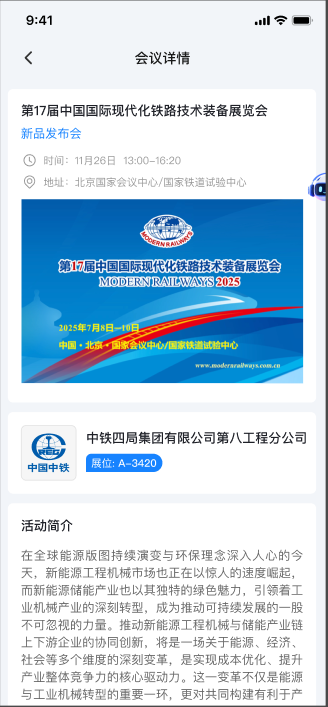 9:41
会议详情
第17届中国国际现代化铁路技术装备展览会
新品发布会
时间：11月26日 13:00-16:20
地址：北京国家会议中心/国家铁道试验中心
MODERN RAILWAYS
第17届中国国际现代化铁路技术装备展览会
MODERN RAILWAYS 2025
2025年7月8日—10日
中国·北京·国家会议中心/国家铁道试验中心
www.modernrailways.com.cn
CREC
中国中铁
中铁四局集团有限公司第八工程分公司
展位: A-3420
活动简介
在全球能源版图持续演变与环保理念深入人心的今
天，新能源工程机械市场也正在以惊人的速度崛起，
而新能源储能产业也以其独特的绿色魅力，引领着工
业机械产业的深刻转型，成为推动可持续发展的一股
不可忽视的力量。推动新能源工程机械与储能产业链
上下游企业的协同创新，将是一场关于能源、经济、
社会等多个维度的深刻变革，是实现成本优化、提升
产业整体竞争力的核心驱动力。这一变革不仅是能源
与工业机械转型的重要一环，更对共同构建有利于产